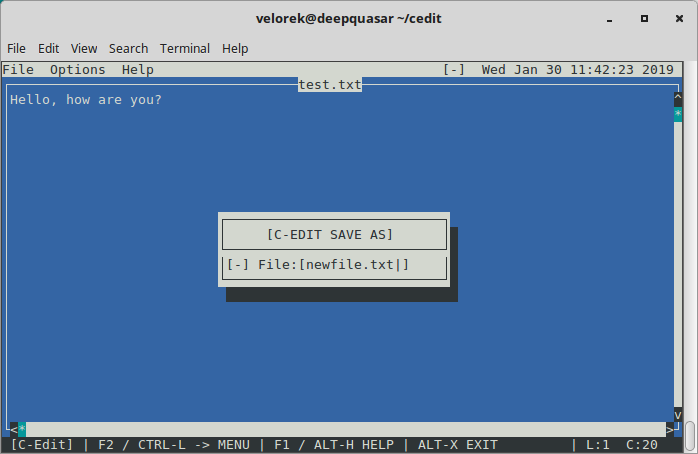 velorek@deepquasar ~/cedit
File Edit View Search Terminal Help
File Options Help [-] Wed Jan 30 11:42:23 2019
test.txt
Hello, how are you?
^
*
[C-EDIT SAVE AS]
[-] File:[newfile.txt|]
v
<* >
[C-Edit] | F2 / CTRL-L -> MENU | F1 / ALT-H HELP | ALT-X EXIT | L:1 C:20